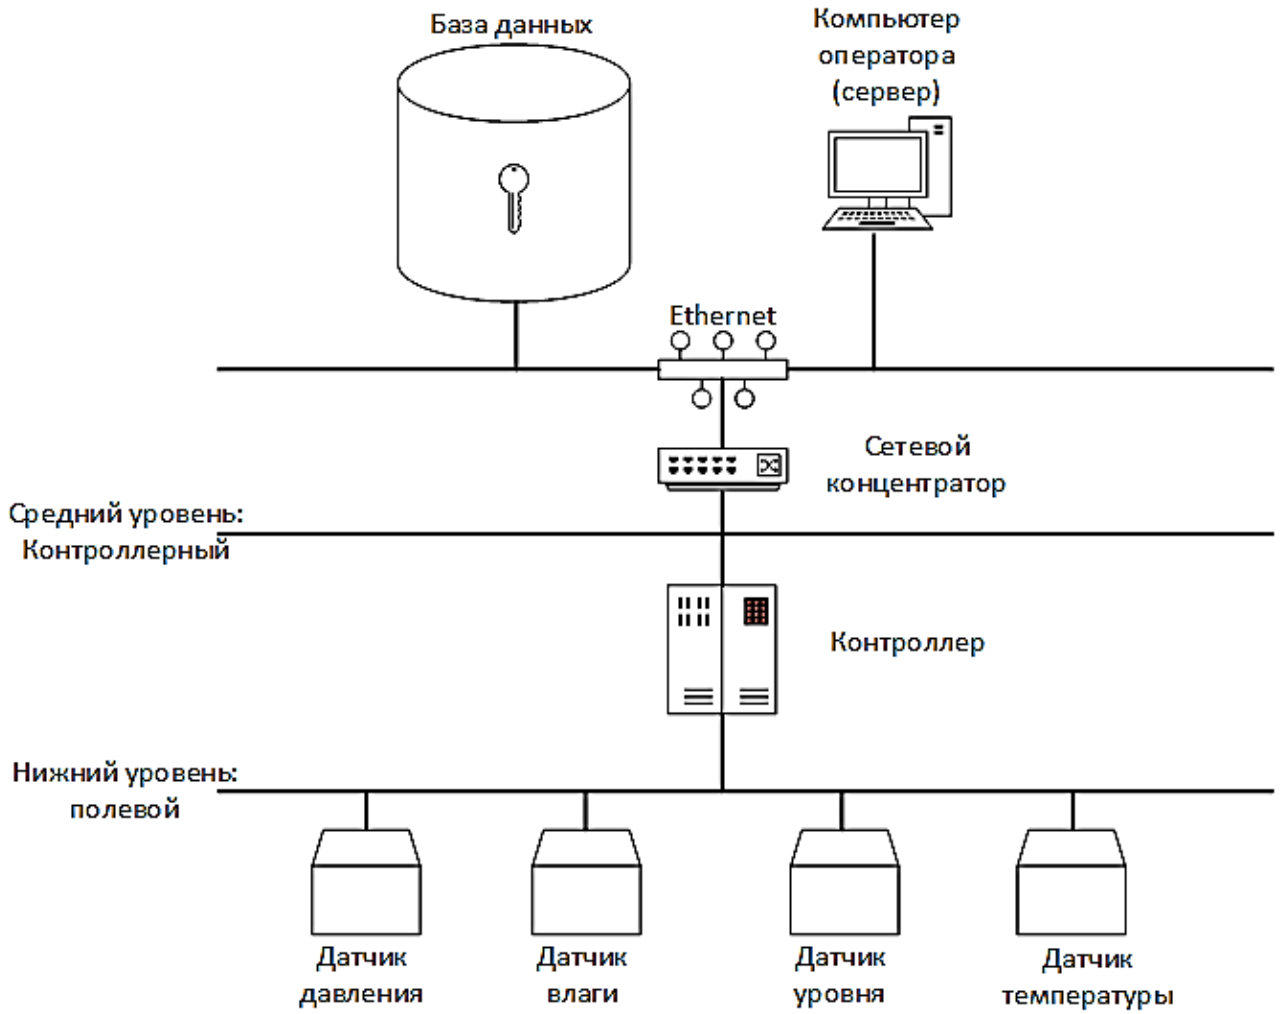 База данных
Компьютер
оператора
(сервер)
Ethernet
Сетевой
концентратор
Средний уровень:
Контроллерный
Контроллер
Нижний уровень:
полевой
Датчик
давления
Датчик
влаги
Датчик
уровня
Датчик
температуры